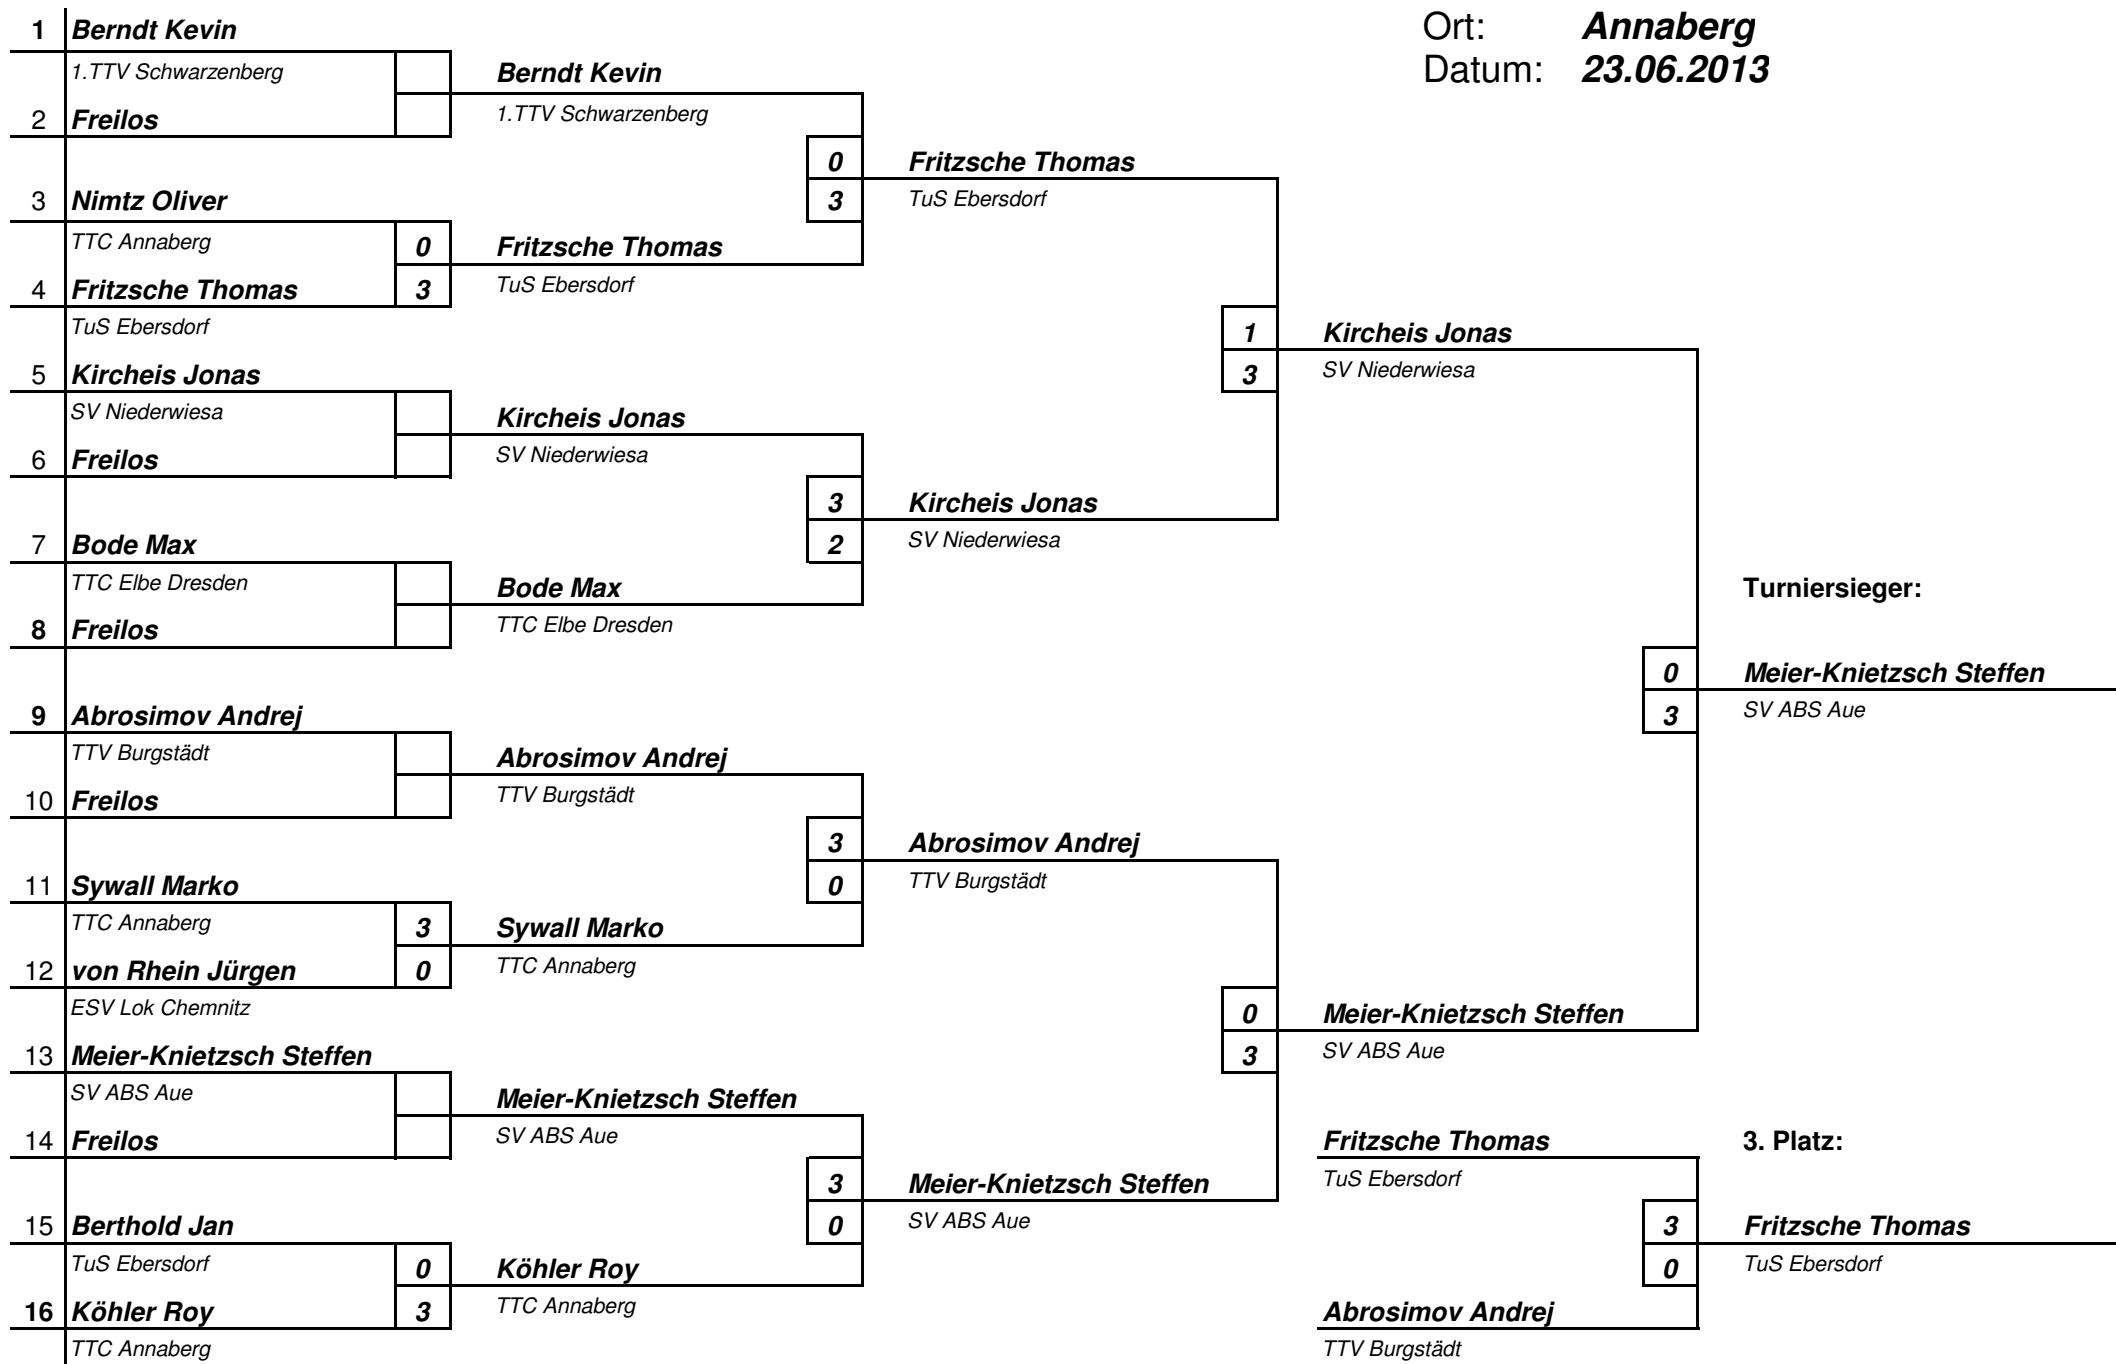 Ort: Annaberg
Datum: 23.06.2013
1 Berndt Kevin
1.TTV Schwarzenberg
2 Freilos
3 Nimtz Oliver
TTC Annaberg 0
4 Fritzsche Thomas 3
TuS Ebersdorf
5 Kircheis Jonas
SV Niederwiesa
6 Freilos
7 Bode Max
TTC Elbe Dresden
8 Freilos
9 Abrosimov Andrej
TTV Burgstädt
10 Freilos
11 Sywall Marko
TTC Annaberg 3
12 von Rhein Jürgen 0
ESV Lok Chemnitz
13 Meier-Knietzsch Steffen
SV ABS Aue
14 Freilos
15 Berthold Jan
TuS Ebersdorf 0
16 Köhler Roy 3
TTC Annaberg
Berndt Kevin
1.TTV Schwarzenberg
0
3
Fritzsche Thomas
TuS Ebersdorf
Kircheis Jonas
SV Niederwiesa
3
2
Bode Max
TTC Elbe Dresden
Abrosimov Andrej
TTV Burgstädt
3
0
Sywall Marko
TTC Annaberg
Meier-Knietzsch Steffen
SV ABS Aue
3
0
Köhler Roy
TTC Annaberg
Fritzsche Thomas
TuS Ebersdorf
1
3
Kircheis Jonas
SV Niederwiesa
Abrosimov Andrej
TTV Burgstädt
0
3
Meier-Knietzsch Steffen
SV ABS Aue
Kircheis Jonas
SV Niederwiesa
0
3
Meier-Knietzsch Steffen
SV ABS Aue
Turniersieger:
Meier-Knietzsch Steffen
SV ABS Aue
Fritzsche Thomas
TuS Ebersdorf
3
0
Abrosimov Andrej
TTV Burgstädt
3. Platz:
Fritzsche Thomas
TuS Ebersdorf